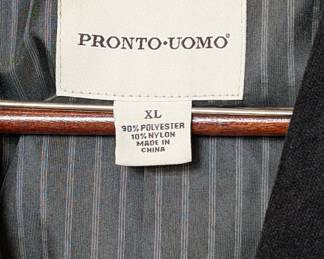 PRONTO•UOMO®
XL
90% POLYESTER
10% NYLON
MADE IN
CHINA